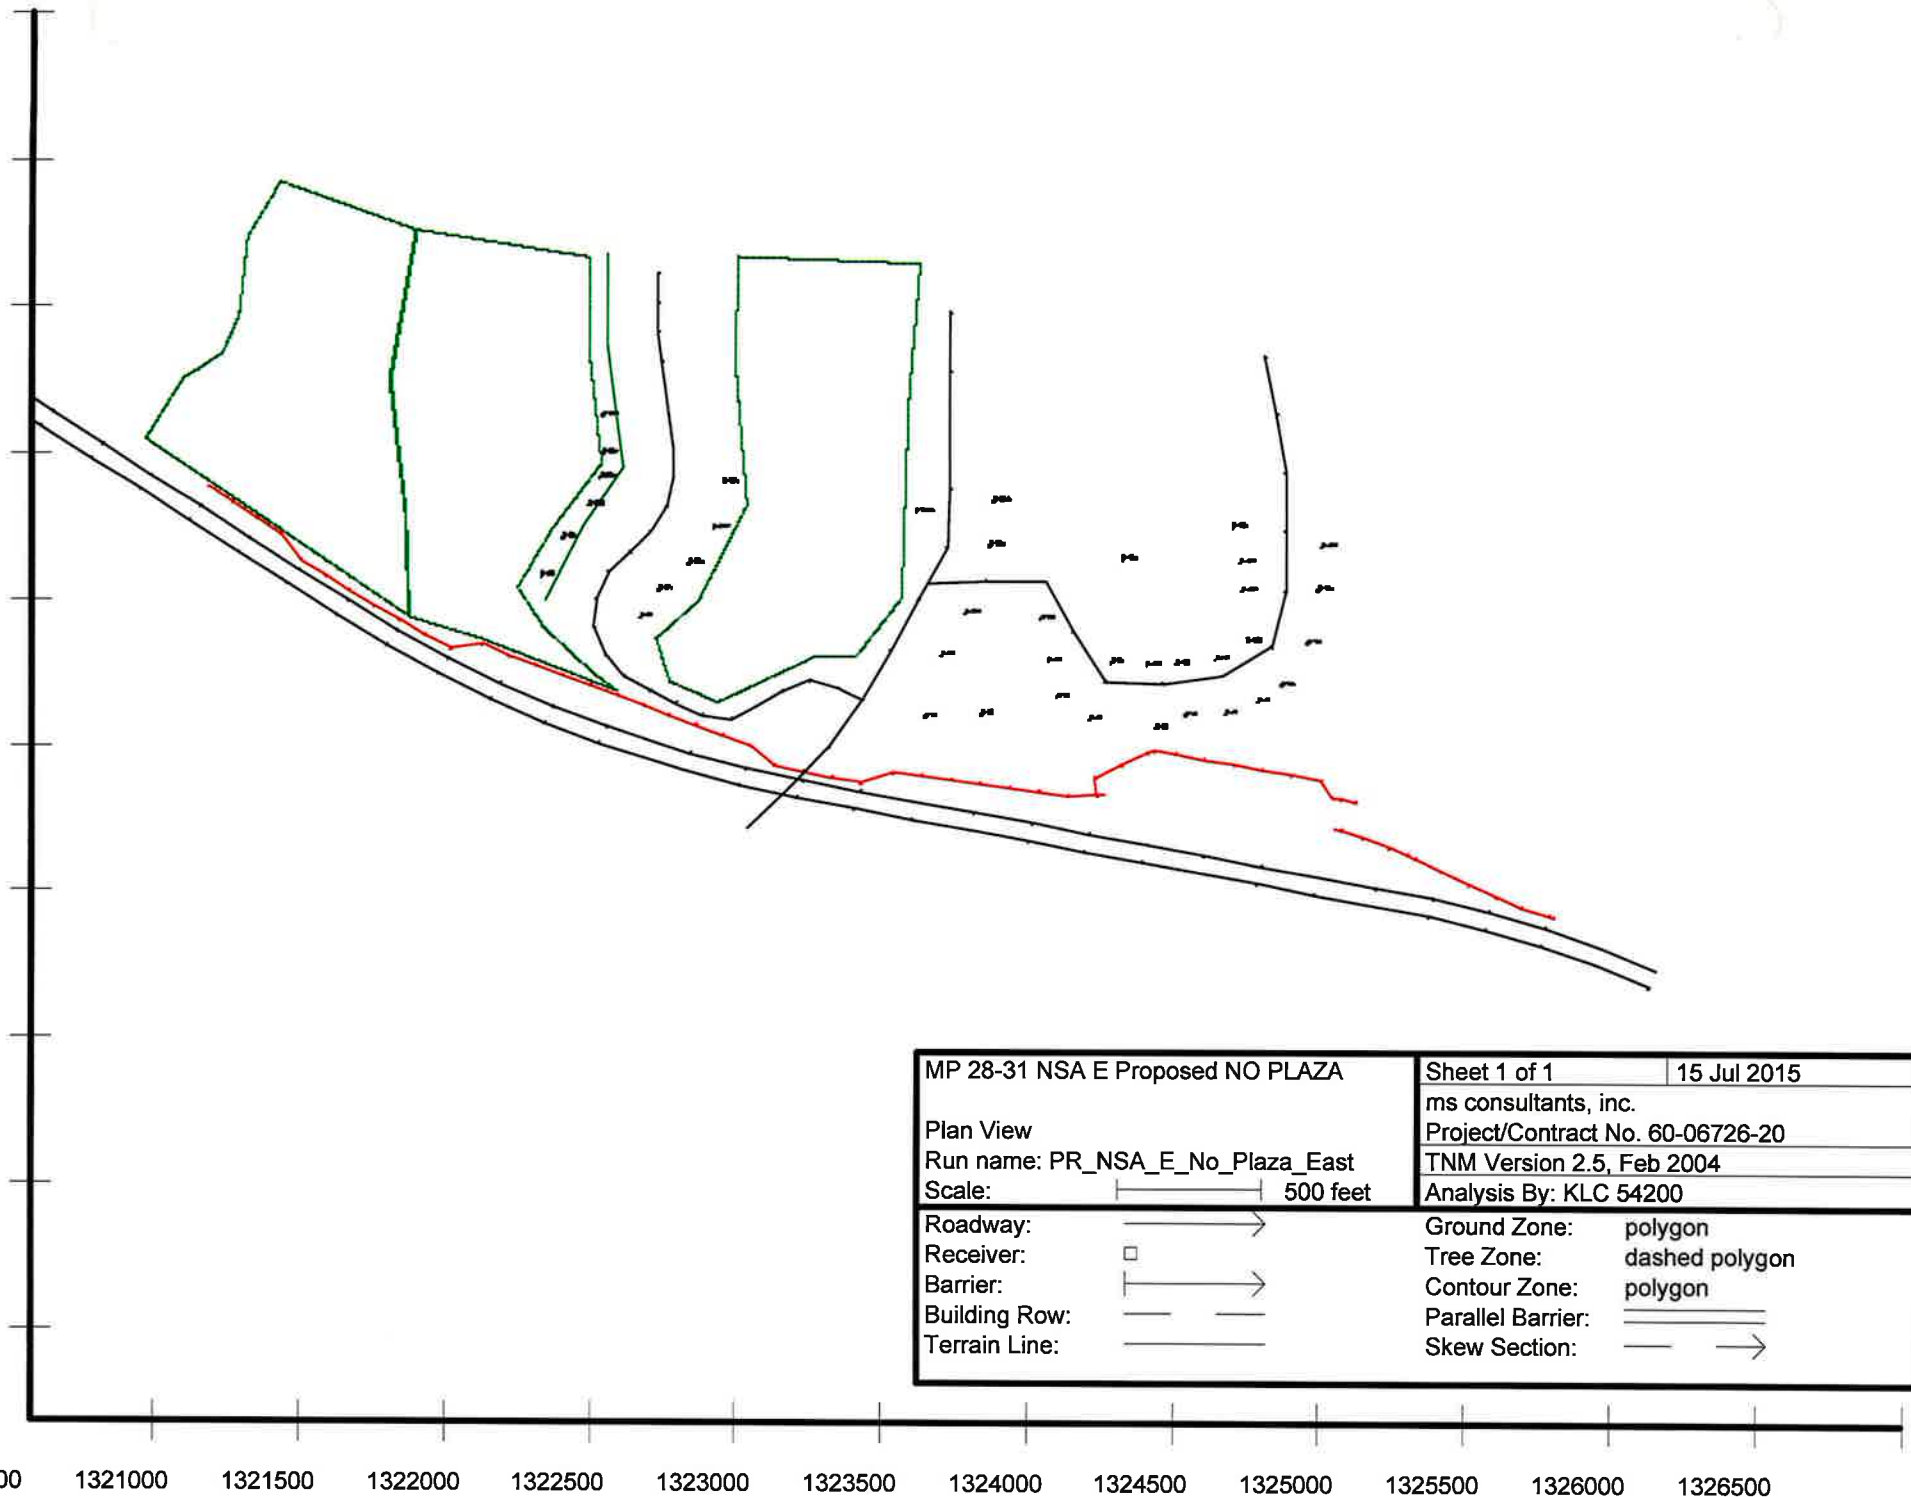 MP 28-31 NSA E Proposed NO PLAZA
Sheet 1 of 1 15 Jul 2015
ms consultants, inc.
Plan View
Project/Contract No. 60-06726-20
Run name: PR_NSA_E_No_Plaza_East
TNM Version 2.5, Feb 2004
Scale: 500 feet
Analysis By: KLC 54200
Roadway:
Ground Zone: polygon
Receiver:
Tree Zone: dashed polygon
Barrier:
Contour Zone: polygon
Building Row:
Parallel Barrier:
Terrain Line:
Skew Section:
00 1321000 1321500 1322000 1322500 1323000 1323500 1324000 1324500 1325000 1325500 1326000 1326500